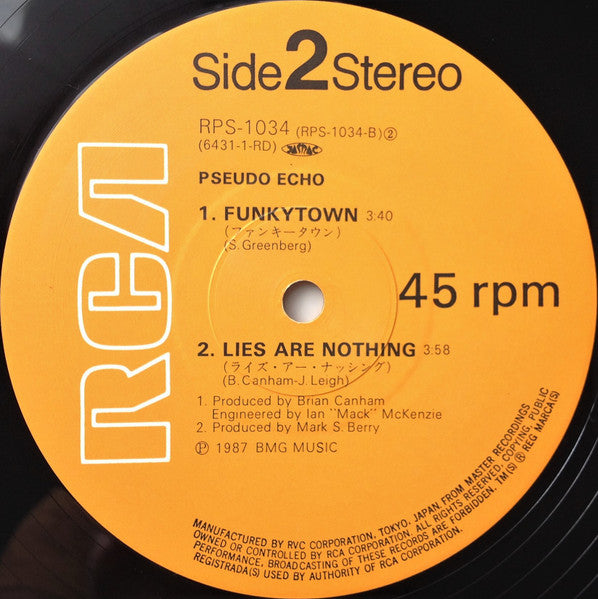 Side 2 Stereo
RPS-1034 (RPS-1034-B)②
(6431-1-RD) JASRAC
PSEUDO ECHO
1. FUNKYTOWN 3:40
(ファンキータウン)
(S. Greenberg)
45 rpm
2. LIES ARE NOTHING 3:58
(ライズ・アー・ナッシング)
(B. Canham-J. Leigh)
1. Produced by Brian Canham
Engineered by Ian "Mack" McKenzie
2. Produced by Mark S. Berry
Ⓟ 1987 BMG MUSIC
RCA
MANUFACTURED BY RVC CORPORATION, TOKYO, JAPAN, FROM MASTER RECORDINGS
OWNED OR CONTROLLED BY RCA CORPORATION. ALL RIGHTS RESERVED. COPYING, PUBLIC
PERFORMANCE, BROADCASTING OF THESE RECORDS ARE FORBIDDEN. TM(S) ® REG MARCA(S)
REGISTRADA(S) USED BY AUTHORITY OF RCA CORPORATION.